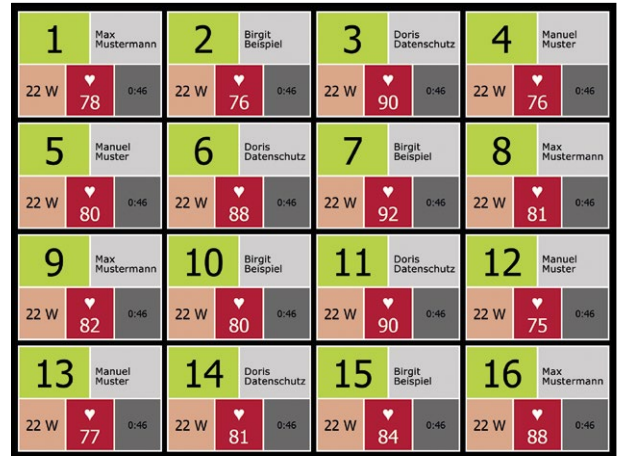 1 Max Mustermann
22 W ♥ 78 0:46
2 Birgit Beispiel
22 W ♥ 76 0:46
3 Doris Datenschutz
22 W ♥ 90 0:46
4 Manuel Muster
22 W ♥ 76 0:46
5 Manuel Muster
22 W ♥ 80 0:46
6 Doris Datenschutz
22 W ♥ 88 0:46
7 Birgit Beispiel
22 W ♥ 92 0:46
8 Max Mustermann
22 W ♥ 81 0:46
9 Max Mustermann
22 W ♥ 82 0:46
10 Birgit Beispiel
22 W ♥ 80 0:46
11 Doris Datenschutz
22 W ♥ 90 0:46
12 Manuel Muster
22 W ♥ 75 0:46
13 Manuel Muster
22 W ♥ 77 0:46
14 Doris Datenschutz
22 W ♥ 81 0:46
15 Birgit Beispiel
22 W ♥ 84 0:46
16 Max Mustermann
22 W ♥ 88 0:46